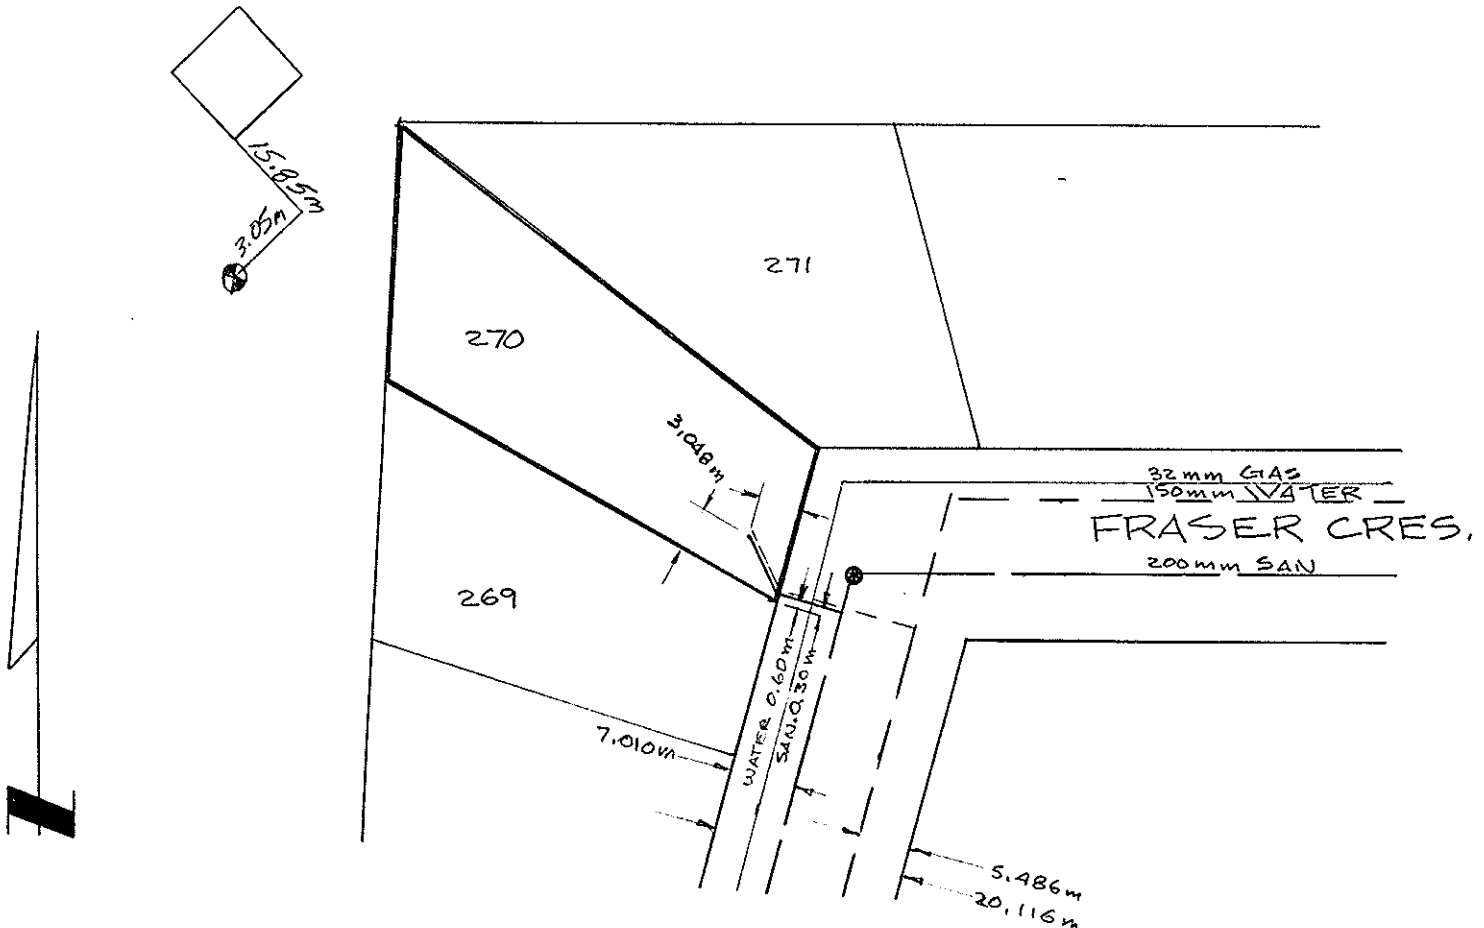 15.85m
3.05m
271
270
3.048m
32mm GAS
150mm WATER
FRASER CRES.
200mm SAN
269
WATER 0.60m
SAN. 0.30m
7.010m
5.486m
20.116m